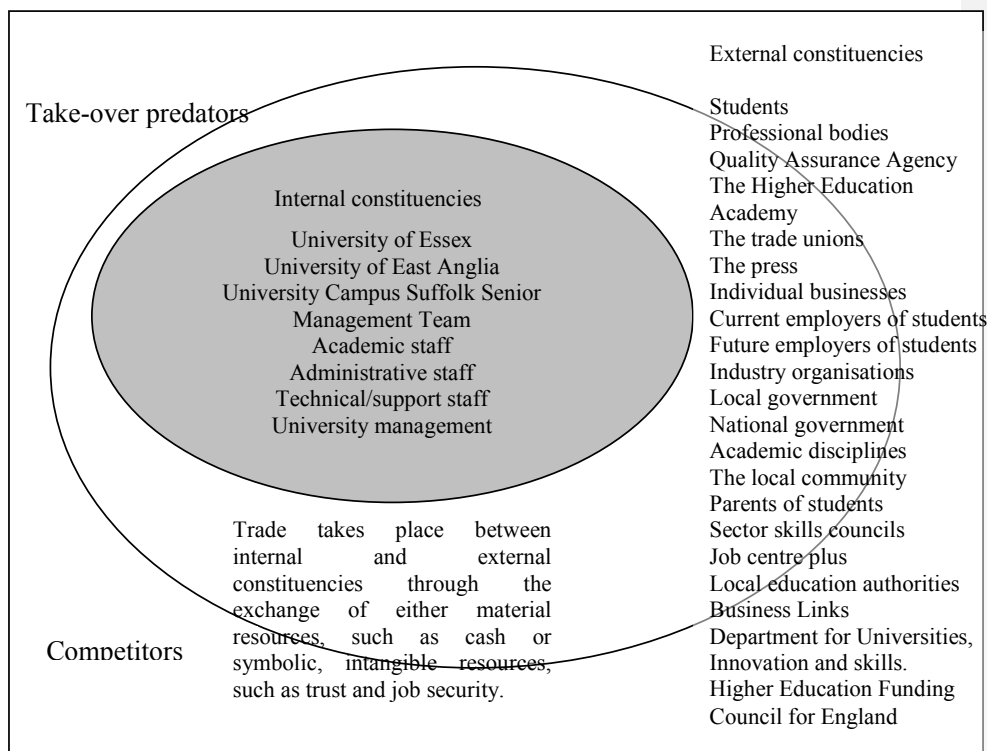 Take-over predators
Internal constituencies
University of Essex
University of East Anglia
University Campus Suffolk Senior
Management Team
Academic staff
Administrative staff
Technical/support staff
University management
Trade takes place between
internal and external
constituencies through the
exchange of either material
resources, such as cash or
symbolic, intangible resources,
such as trust and job security.
Competitors
External constituencies
Students
Professional bodies
Quality Assurance Agency
The Higher Education
Academy
The trade unions
The press
Individual businesses
Current employers of students
Future employers of students
Industry organisations
Local government
National government
Academic disciplines
The local community
Parents of students
Sector skills councils
Job centre plus
Local education authorities
Business Links
Department for Universities,
Innovation and skills.
Higher Education Funding
Council for England